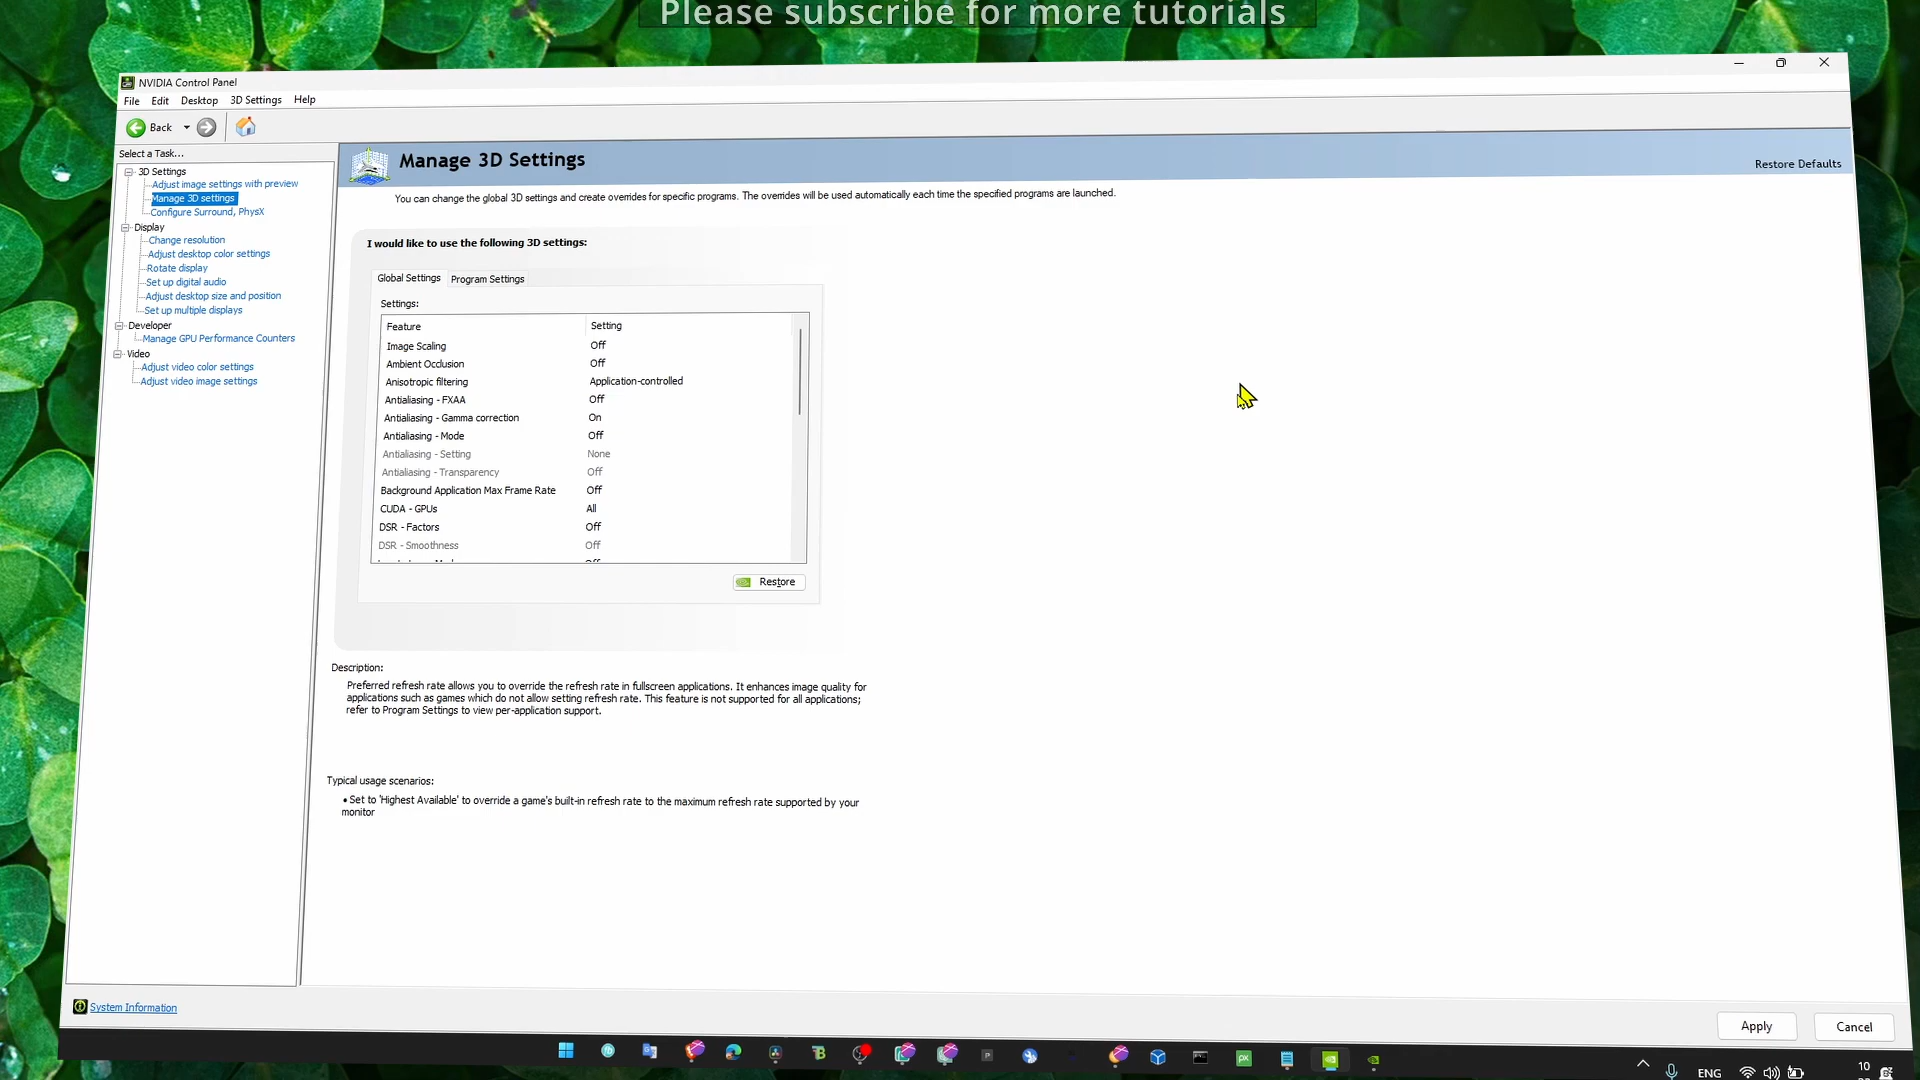 Please subscribe for more tutorials
NVIDIA Control Panel
File Edit Desktop 3D Settings Help
Back
Select a Task...
3D Settings
Adjust image settings with preview
Manage 3D settings
Configure Surround, PhysX
Display
Change resolution
Adjust desktop color settings
Rotate display
Set up digital audio
Adjust desktop size and position
Set up multiple displays
Developer
Manage GPU Performance Counters
Video
Adjust video color settings
Adjust video image settings
System Information
Manage 3D Settings
Restore Defaults
You can change the global 3D settings and create overrides for specific programs. The overrides will be used automatically each time the specified programs are launched.
I would like to use the following 3D settings:
Global Settings Program Settings
Settings:
Feature Setting
Image Scaling Off
Ambient Occlusion Off
Anisotropic filtering Application-controlled
Antialiasing - FXAA Off
Antialiasing - Gamma correction On
Antialiasing - Mode Off
Antialiasing - Setting None
Antialiasing - Transparency Off
Background Application Max Frame Rate Off
CUDA - GPUs All
DSR - Factors Off
DSR - Smoothness Off
Restore
Description:
Preferred refresh rate allows you to override the refresh rate in fullscreen applications. It enhances image quality for
applications such as games which do not allow setting refresh rate. This feature is not supported for all applications;
refer to Program Settings to view per-application support.
Typical usage scenarios:
• Set to 'Highest Available' to override a game's built-in refresh rate to the maximum refresh rate supported by your
monitor
Apply Cancel
ENG
10